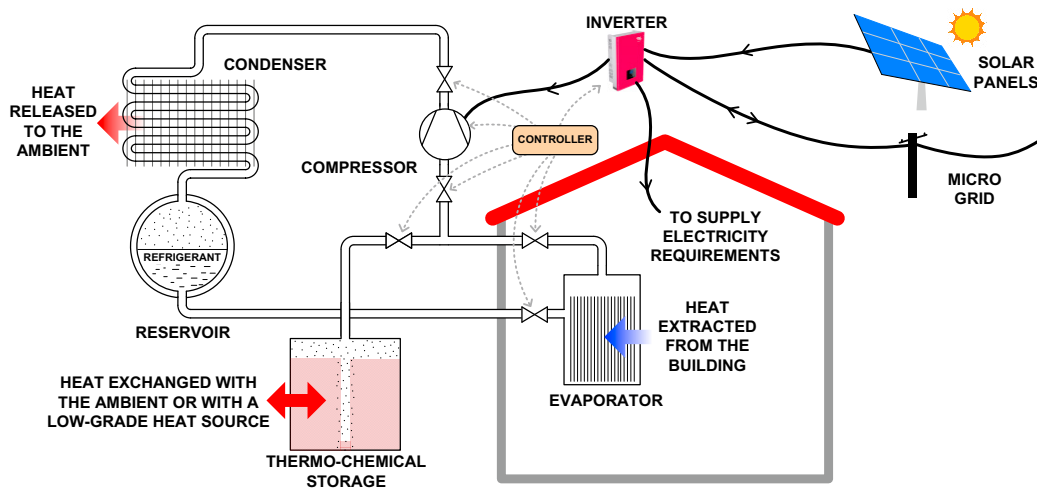 INVERTER
SOLAR
PANELS
CONDENSER
HEAT
RELEASED
TO THE
AMBIENT
CONTROLLER
COMPRESSOR
MICRO
GRID
TO SUPPLY
ELECTRICITY
REQUIREMENTS
REFRIGERANT
RESERVOIR
HEAT
EXTRACTED
FROM THE
BUILDING
EVAPORATOR
HEAT EXCHANGED WITH
THE AMBIENT OR WITH A
LOW-GRADE HEAT SOURCE
THERMO-CHEMICAL
STORAGE